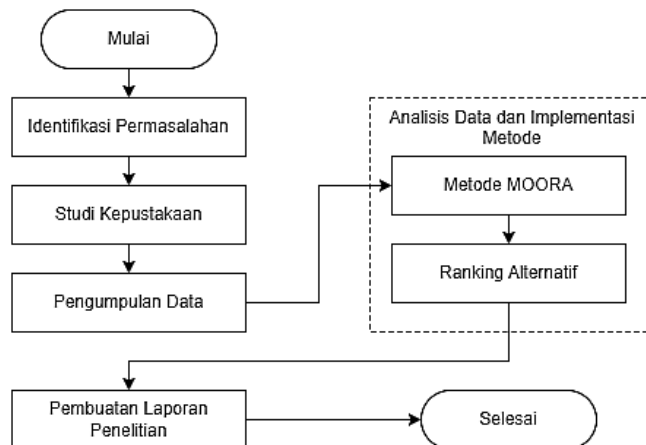 Mulai
Identifikasi Permasalahan
Studi Kepustakaan
Pengumpulan Data
Analisis Data dan Implementasi
Metode
Metode MOORA
Ranking Alternatif
Pembuatan Laporan
Penelitian
Selesai